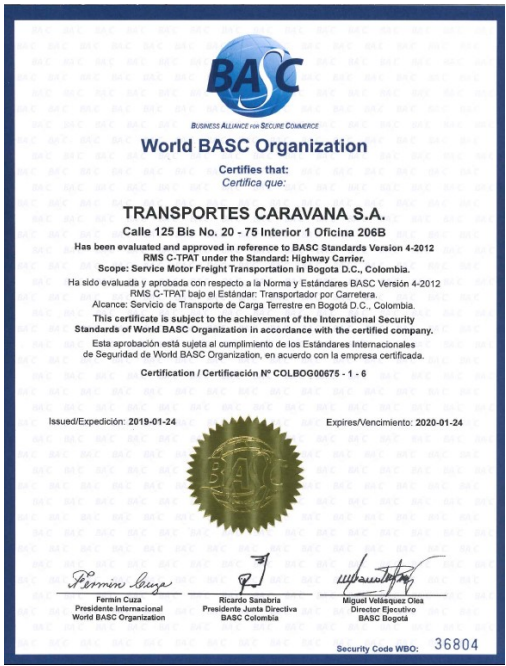 BASC
BUSINESS ALLIANCE FOR SECURE COMMERCE
World BASC Organization
Certifies that:
Certifica que:
TRANSPORTES CARAVANA S.A.
Calle 125 Bis No. 20 - 75 Interior 1 Oficina 206B
Has been evaluated and approved in reference to BASC Standards Version 4-2012
RMS C-TPAT under the Standard: Highway Carrier.
Scope: Service Motor Freight Transportation in Bogota D.C., Colombia.
Ha sido evaluada y aprobada con respecto a la Norma y Estándares BASC Versión 4-2012
RMS C-TPAT bajo el Estándar: Transportador por Carretera.
Alcance: Servicio de Transporte de Carga Terrestre en Bogotá D.C., Colombia.
This certificate is subject to the achievement of the International Security
Standards of World BASC Organization in accordance with the certified company.
Esta aprobación está sujeta al cumplimiento de los Estándares Internacionales
de Seguridad de World BASC Organization, en acuerdo con la empresa certificada.
Certification / Certificación Nº COLBOG00675 - 1 - 6
Issued/Expedición: 2019-01-24
Expires/Vencimiento: 2020-01-24
BASC
Fermin Cuza
Fermín Cuza
Presidente Internacional
World BASC Organization
Ricardo Sanabria
Presidente Junta Directiva
BASC Colombia
Miguel Velásquez Olea
Director Ejecutivo
BASC Bogotá
Security Code WBO: 36804